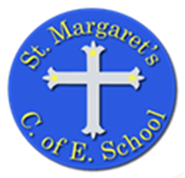 St. Margaret's
C. of E. School